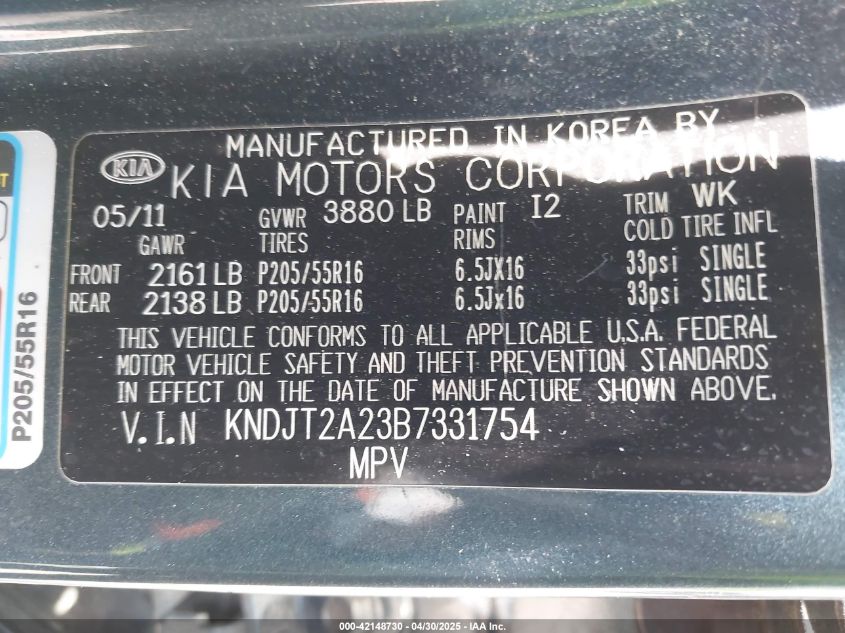 MANUFACTURED IN KOREA BY
KIA KIA MOTORS CORPORATION
05/11 GVWR 3880 LB PAINT I2 TRIM WK
GAWR TIRES RIMS COLD TIRE INFL
FRONT 2161 LB P205/55R16 6.5JX16 33psi SINGLE
REAR 2138 LB P205/55R16 6.5Jx16 33psi SINGLE
THIS VEHICLE CONFORMS TO ALL APPLICABLE U.S.A. FEDERAL
MOTOR VEHICLE SAFETY AND THEFT PREVENTION STANDARDS
IN EFFECT ON THE DATE OF MANUFACTURE SHOWN ABOVE.
V.I.N KNDJT2A23B7331754
MPV
P205/55R16
000-42148730 - 04/30/2025 - IAA Inc.